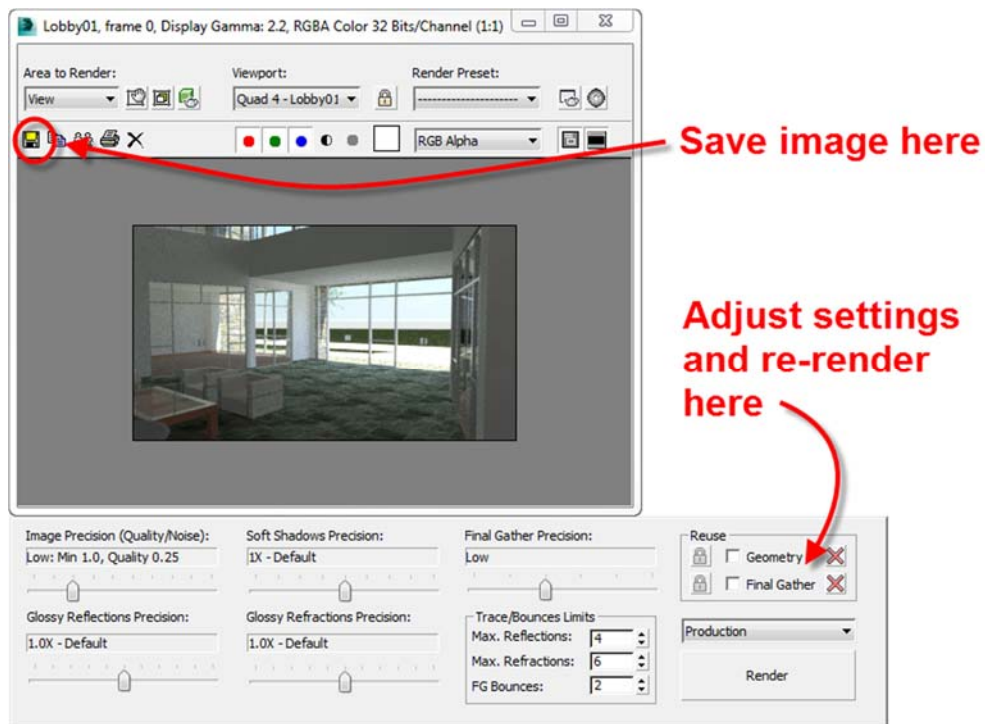 Lobby01, frame 0, Display Gamma: 2.2, RGBA Color 32 Bits/Channel (1:1)
Area to Render:
Viewport:
Render Preset:
View
Quad 4 - Lobby01
--------------------
RGB Alpha
Save image here
Adjust settings
and re-render
here
Image Precision (Quality/Noise):
Low: Min 1.0, Quality 0.25
Soft Shadows Precision:
1X - Default
Final Gather Precision:
Low
Reuse
Geometry
Final Gather
Glossy Reflections Precision:
1.0X - Default
Glossy Refractions Precision:
1.0X - Default
Trace/Bounces Limits
Max. Reflections: 4
Max. Refractions: 6
FG Bounces: 2
Production
Render